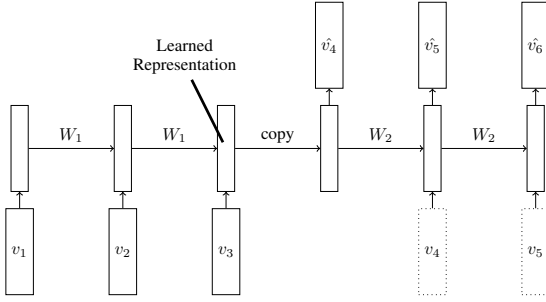 v̂₄ v̂₅ v̂₆
Learned
Representation
W₁ W₁ copy W₂ W₂
v₁ v₂ v₃ v₄ v₅